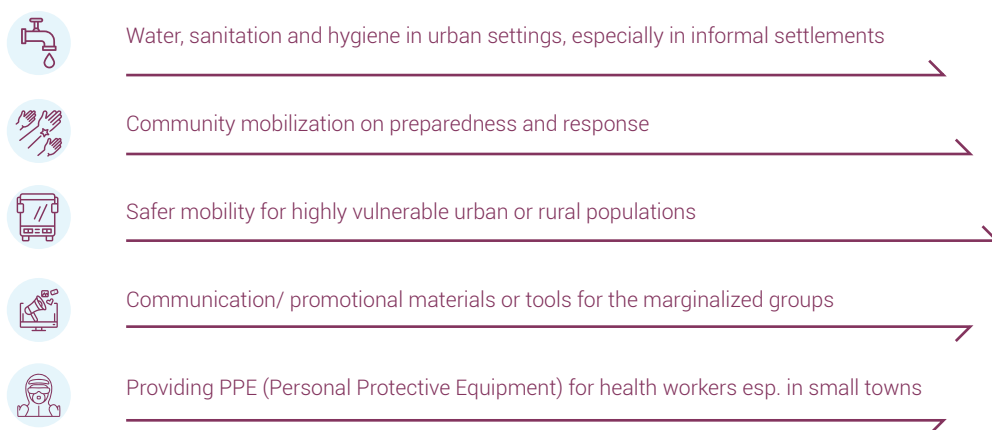 Water, sanitation and hygiene in urban settings, especially in informal settlements
Community mobilization on preparedness and response
Safer mobility for highly vulnerable urban or rural populations
Communication/ promotional materials or tools for the marginalized groups
Providing PPE (Personal Protective Equipment) for health workers esp. in small towns